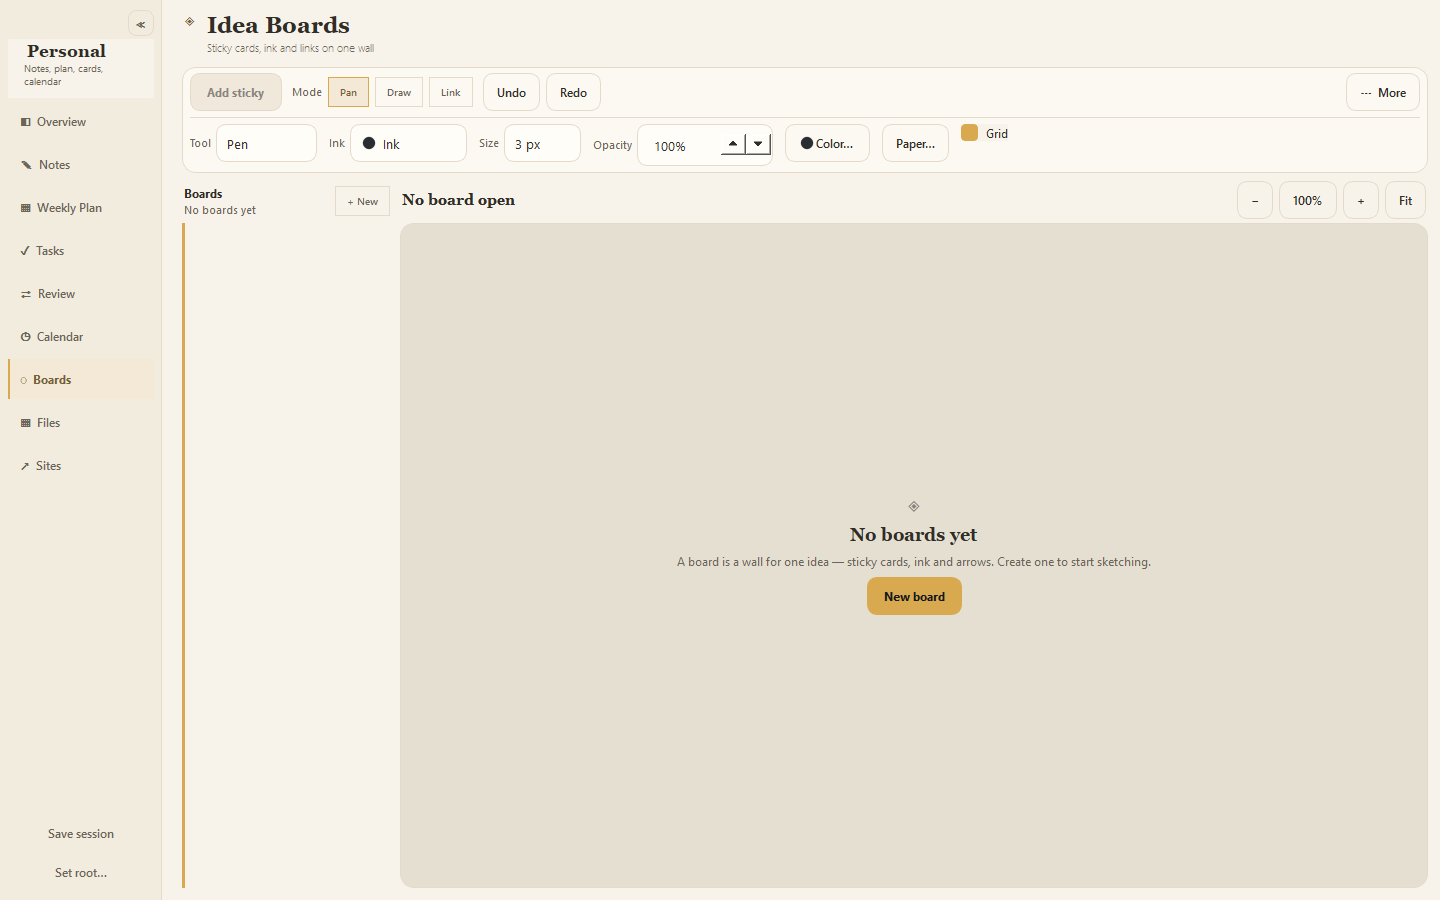 «
Personal
Notes, plan, cards,
calendar
Overview
Notes
Weekly Plan
Tasks
Review
Calendar
Boards
Files
Sites
Save session
Set root...
Idea Boards
Sticky cards, ink and links on one wall
Add sticky Mode Pan Draw Link Undo Redo --- More
Tool Pen Ink Ink Size 3 px Opacity 100% Color... Paper... Grid
Boards
No boards yet
+ New
No board open
− 100% + Fit
No boards yet
A board is a wall for one idea — sticky cards, ink and arrows. Create one to start sketching.
New board